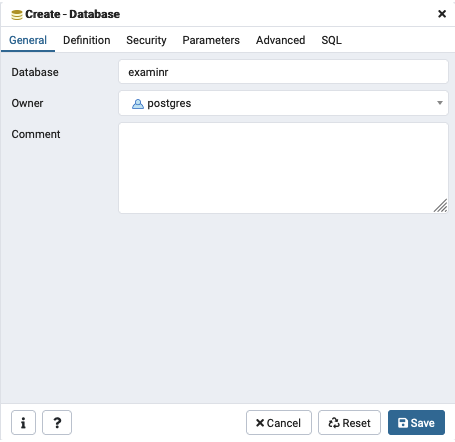 Create - Database
General Definition Security Parameters Advanced SQL
Database examinr
Owner postgres
Comment
i ? Cancel Reset Save